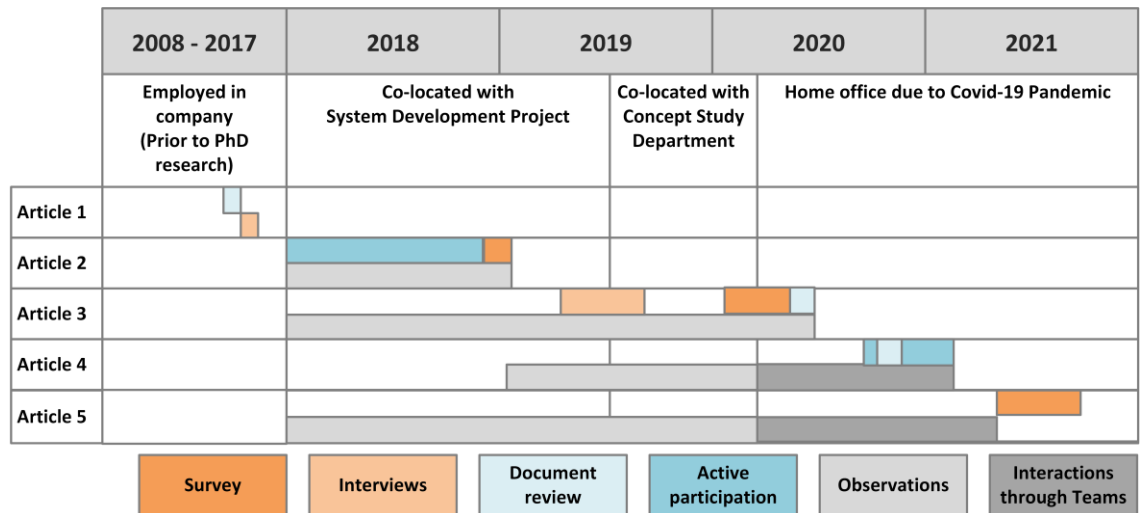 2008 - 2017
2018
2019
2020
2021
Employed in
company
(Prior to PhD
research)
Co-located with
System Development Project
Co-located with
Concept Study
Department
Home office due to Covid-19 Pandemic
Article 1
Article 2
Article 3
Article 4
Article 5
Survey
Interviews
Document
review
Active
participation
Observations
Interactions
through Teams